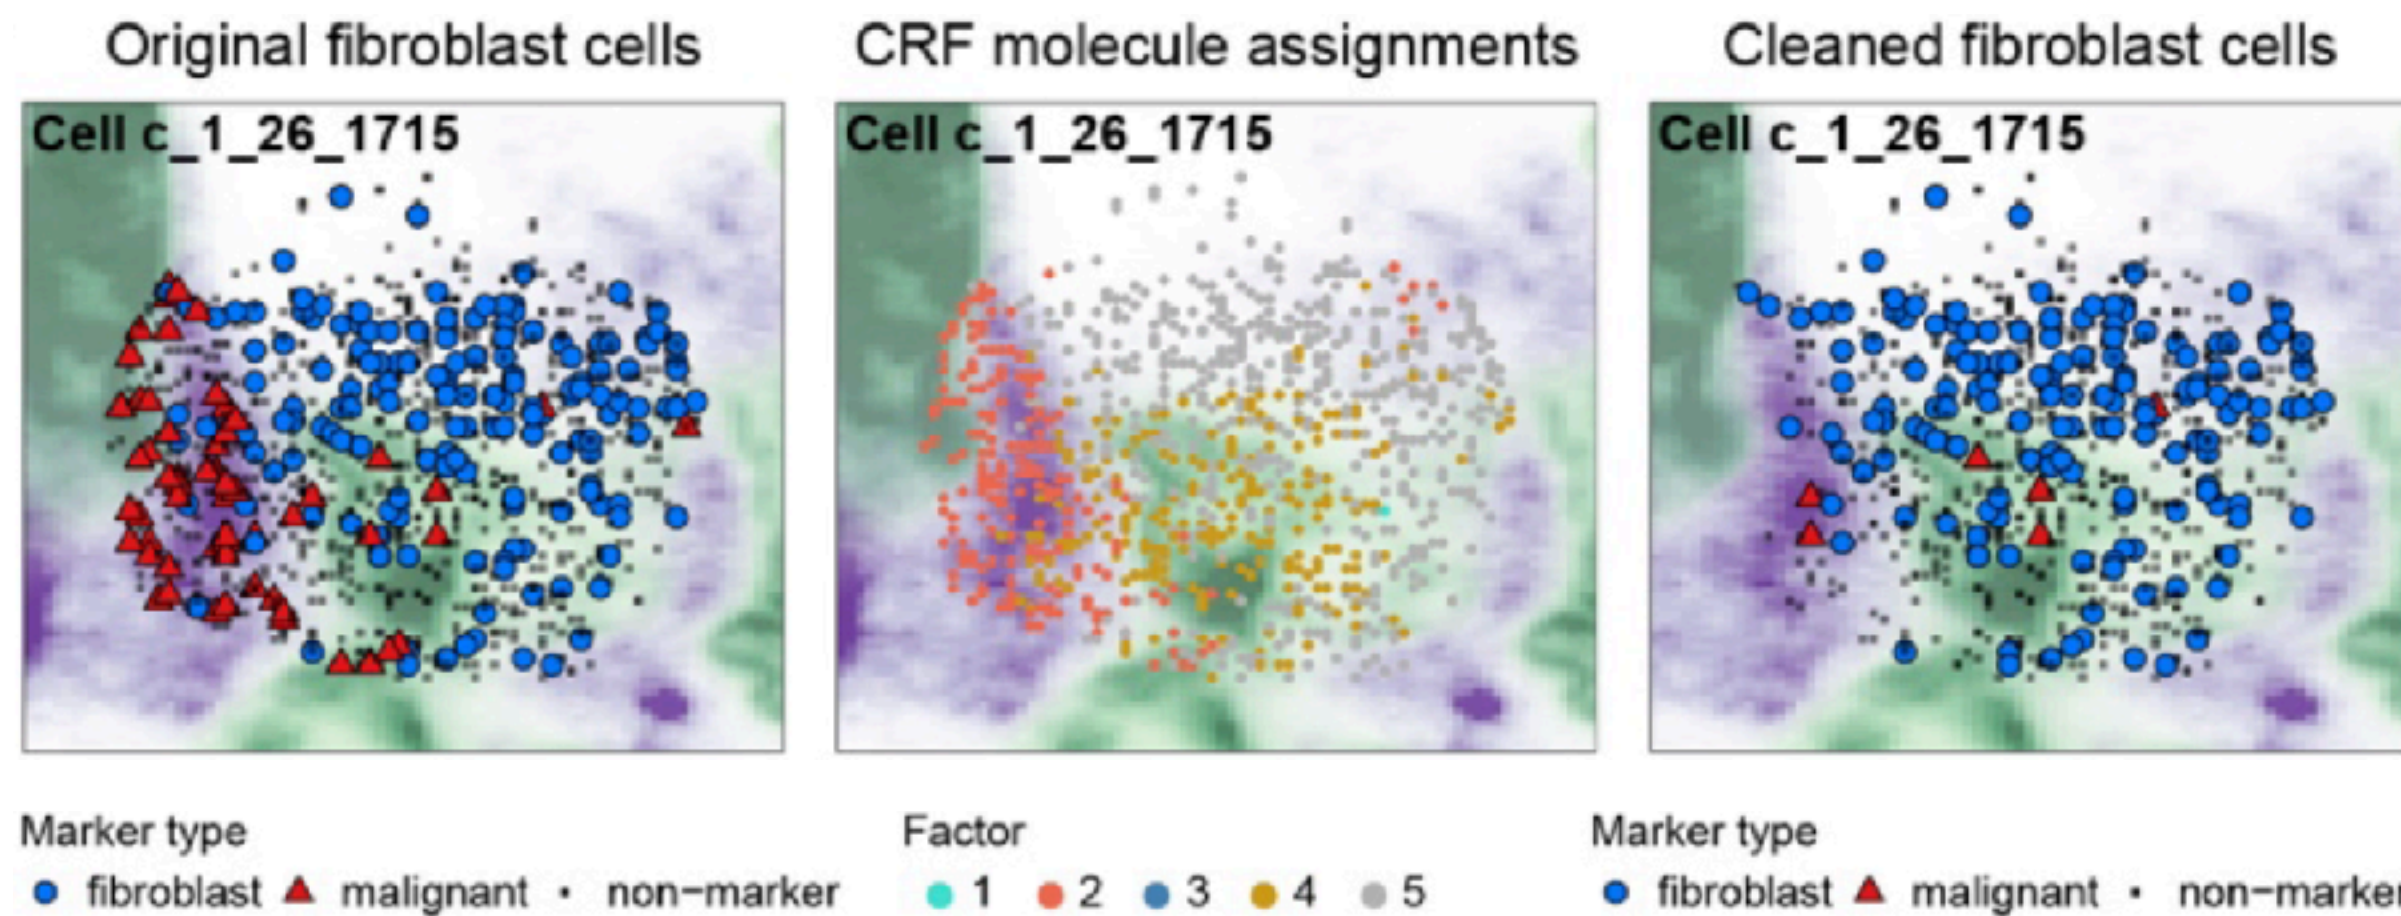 Original fibroblast cells
CRF molecule assignments
Cleaned fibroblast cells
Cell c_1_26_1715
Cell c_1_26_1715
Cell c_1_26_1715
Marker type
fibroblast malignant non-marker
Factor
1 2 3 4 5
Marker type
fibroblast malignant non-marker